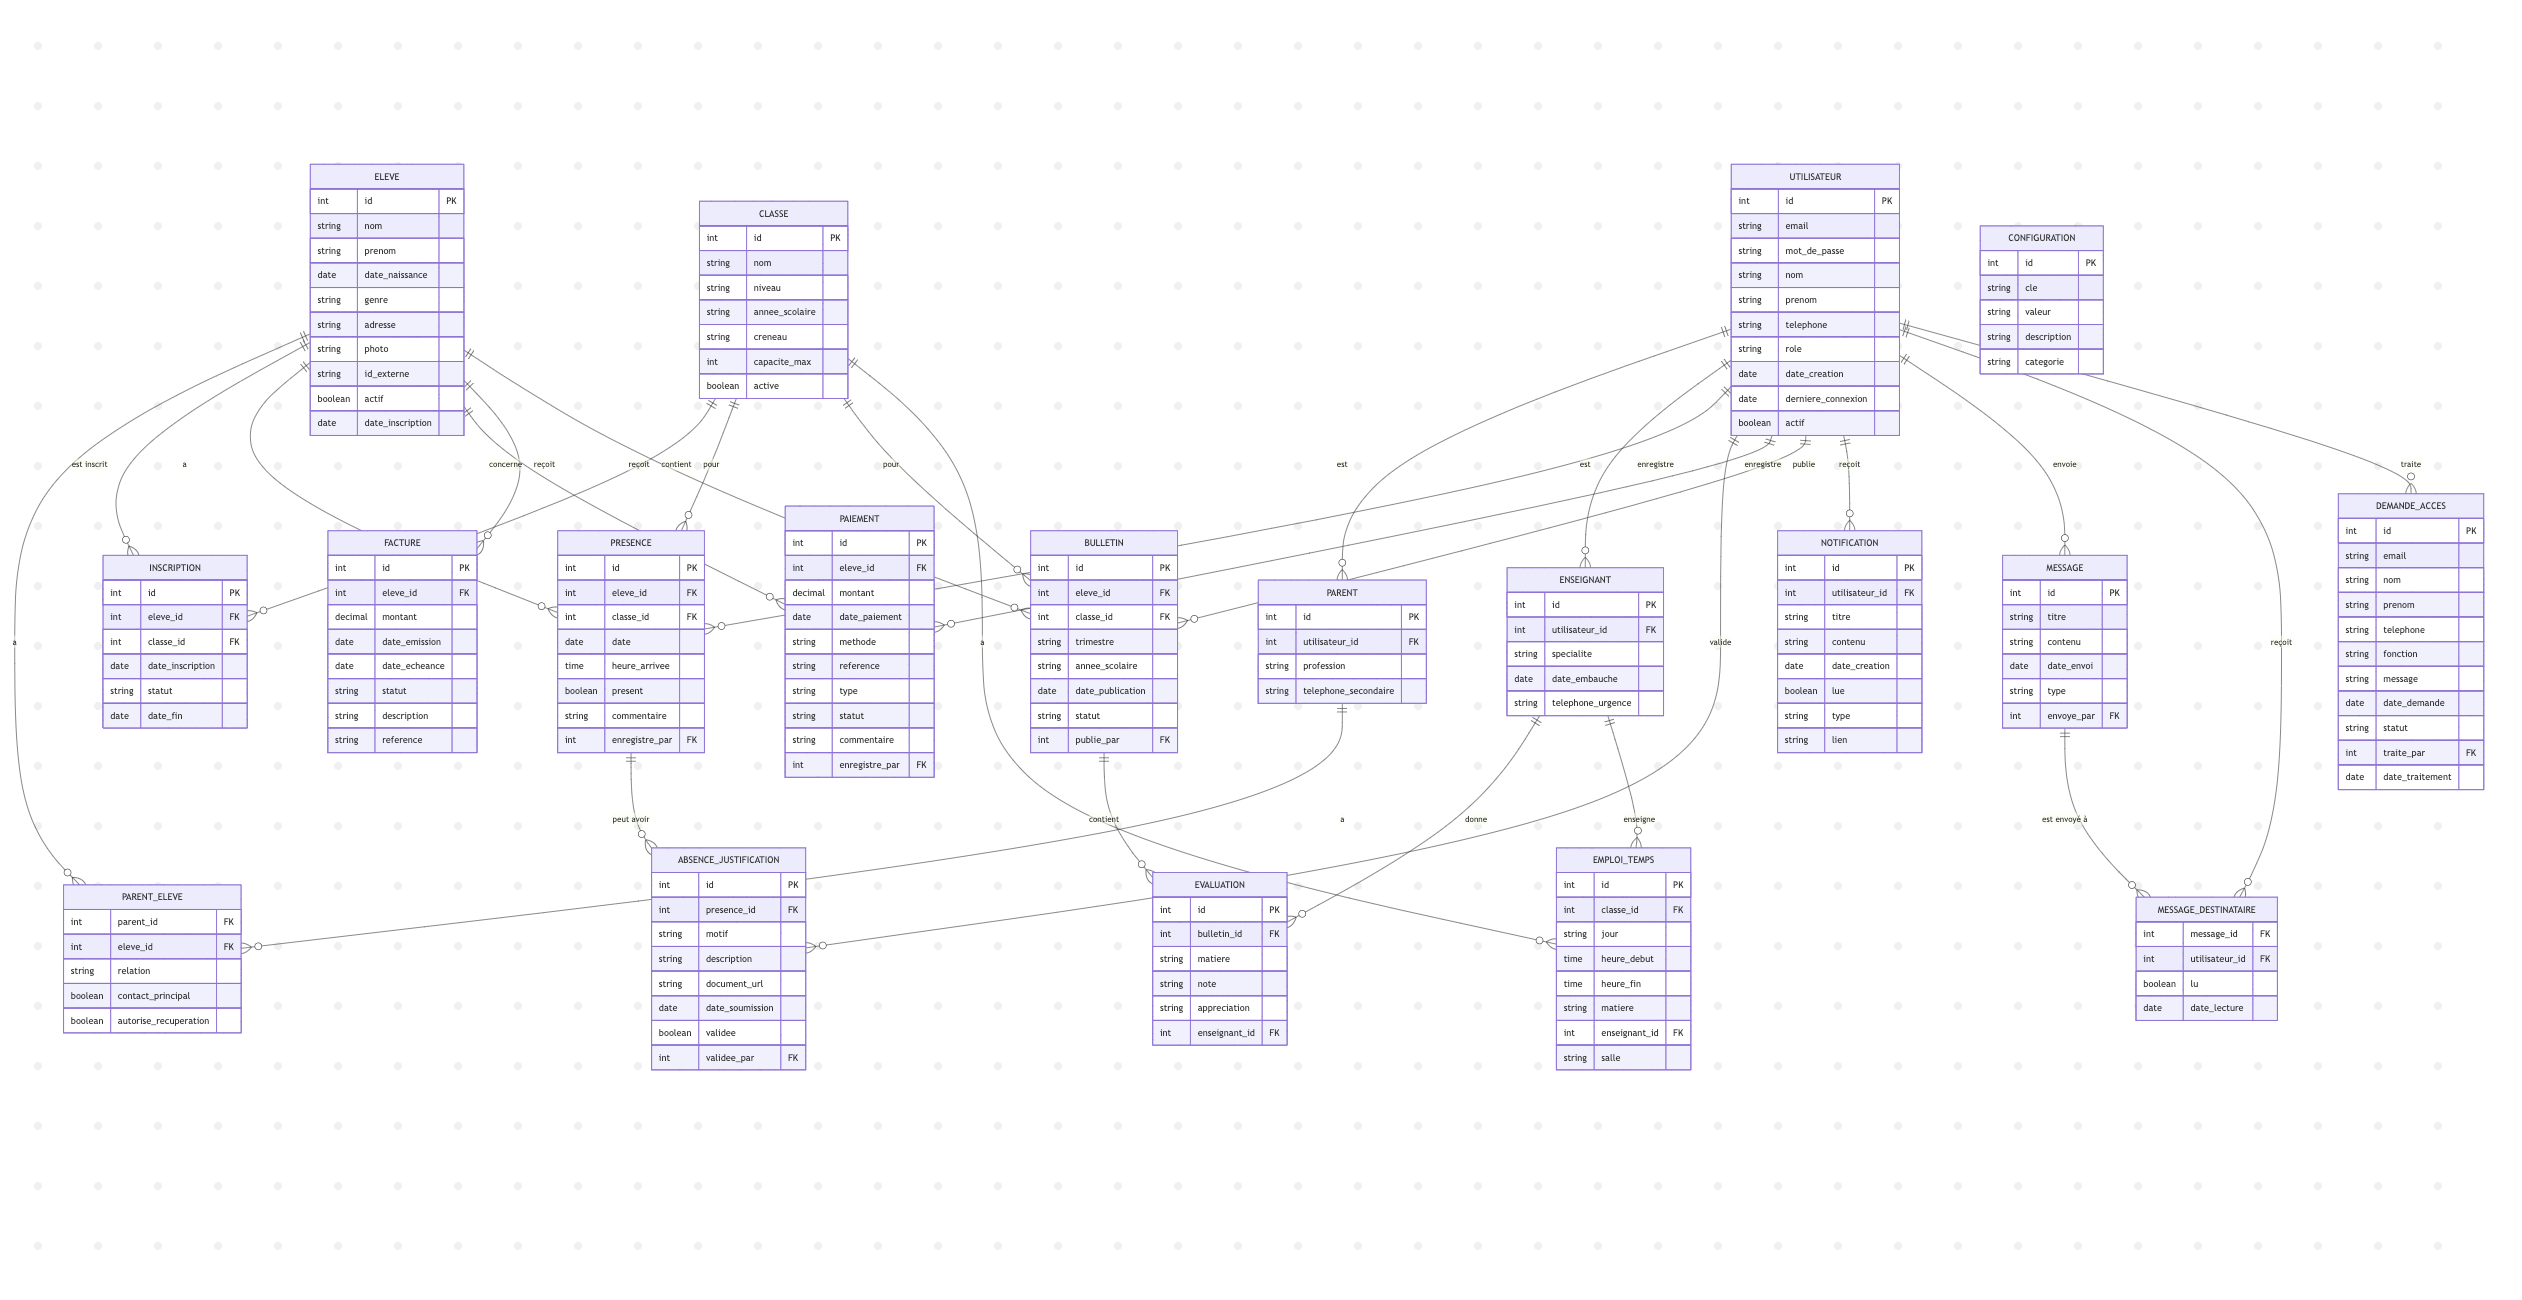 ELEVE
int id PK
string nom
string prenom
date date_naissance
string genre
string adresse
string photo
string id_externe
boolean actif
date date_inscription
CLASSE
int id PK
string nom
string niveau
string annee_scolaire
string creneau
int capacite_max
boolean active
UTILISATEUR
int id PK
string email
string mot_de_passe
string nom
string prenom
string telephone
string role
date date_creation
date derniere_connexion
boolean actif
CONFIGURATION
int id PK
string cle
string valeur
string description
string categorie
est inscrit
a
concerne
reçoit
reçoit
contient
pour
pour
est
est
enregistre
enregistre
publie
reçoit
envoie
traite
INSCRIPTION
int id PK
int eleve_id FK
int classe_id FK
date date_inscription
string statut
date date_fin
FACTURE
int id PK
int eleve_id FK
decimal montant
date date_emission
date date_echeance
string statut
string description
string reference
PRESENCE
int id PK
int eleve_id FK
int classe_id FK
date date
time heure_arrivee
boolean present
string commentaire
int enregistre_par FK
PAIEMENT
int id PK
int eleve_id FK
decimal montant
date date_paiement
string methode
string reference
string type
string statut
string commentaire
int enregistre_par FK
BULLETIN
int id PK
int eleve_id FK
int classe_id FK
string trimestre
string annee_scolaire
date date_publication
string statut
int publie_par FK
PARENT
int id PK
int utilisateur_id FK
string profession
string telephone_secondaire
ENSEIGNANT
int id PK
int utilisateur_id FK
string specialite
date date_embauche
string telephone_urgence
NOTIFICATION
int id PK
int utilisateur_id FK
string titre
string contenu
date date_creation
boolean lue
string type
string lien
MESSAGE
int id PK
string titre
string contenu
date date_envoi
string type
int envoye_par FK
DEMANDE_ACCES
int id PK
string email
string nom
string prenom
string telephone
string fonction
string message
date date_demande
string statut
int traite_par FK
date date_traitement
a
a
valide
reçoit
peut avoir
contient
a
donne
enseigne
est envoyé à
PARENT_ELEVE
int parent_id FK
int eleve_id FK
string relation
boolean contact_principal
boolean autorise_recuperation
ABSENCE_JUSTIFICATION
int id PK
int presence_id FK
string motif
string description
string document_url
date date_soumission
boolean validee
int validee_par FK
EVALUATION
int id PK
int bulletin_id FK
string matiere
string note
string appreciation
int enseignant_id FK
EMPLOI_TEMPS
int id PK
int classe_id FK
string jour
time heure_debut
time heure_fin
string matiere
int enseignant_id FK
string salle
MESSAGE_DESTINATAIRE
int message_id FK
int utilisateur_id FK
boolean lu
date date_lecture